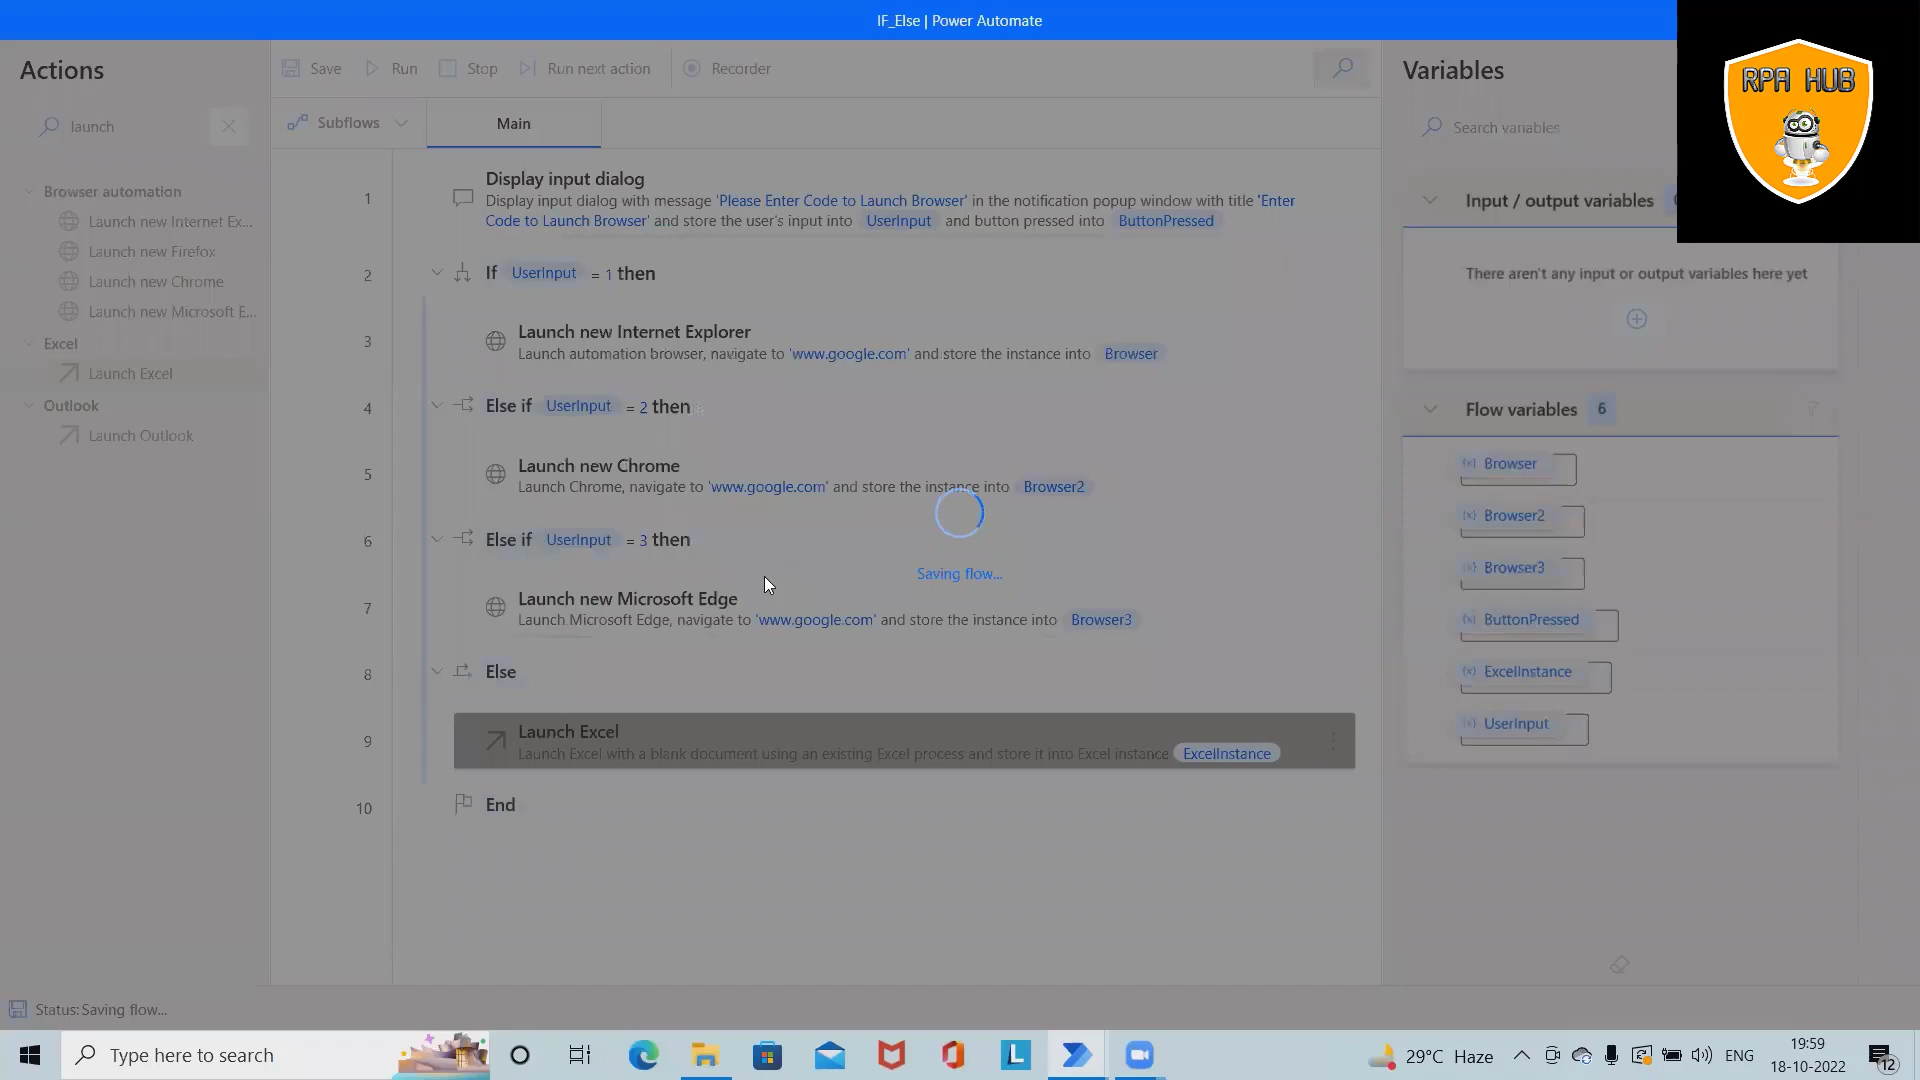 IF_Else | Power Automate
RPA HUB
Actions
Save
Run
Stop
Run next action
Recorder
Variables
launch
Subflows
Main
Search variables
Browser automation
Launch new Internet Ex...
Launch new Firefox
Launch new Chrome
Launch new Microsoft E...
Excel
Launch Excel
Outlook
Launch Outlook
1
Display input dialog
Display input dialog with message 'Please Enter Code to Launch Browser' in the notification popup window with title 'Enter
Code to Launch Browser' and store the user's input into UserInput and button pressed into ButtonPressed
2
If UserInput = 1 then
3
Launch new Internet Explorer
Launch automation browser, navigate to 'www.google.com' and store the instance into Browser
4
Else if UserInput = 2 then
5
Launch new Chrome
Launch Chrome, navigate to 'www.google.com' and store the instance into Browser2
6
Else if UserInput = 3 then
7
Launch new Microsoft Edge
Launch Microsoft Edge, navigate to 'www.google.com' and store the instance into Browser3
8
Else
9
Launch Excel
Launch Excel with a blank document using an existing Excel process and store it into Excel instance ExcelInstance
10
End
Saving flow...
Input / output variables
There aren't any input or output variables here yet
Flow variables 6
{x} Browser
{x} Browser2
{x} Browser3
{x} ButtonPressed
{x} ExcelInstance
{x} UserInput
Status: Saving flow...
Type here to search
L
29°C Haze
ENG
19:59
18-10-2022
12